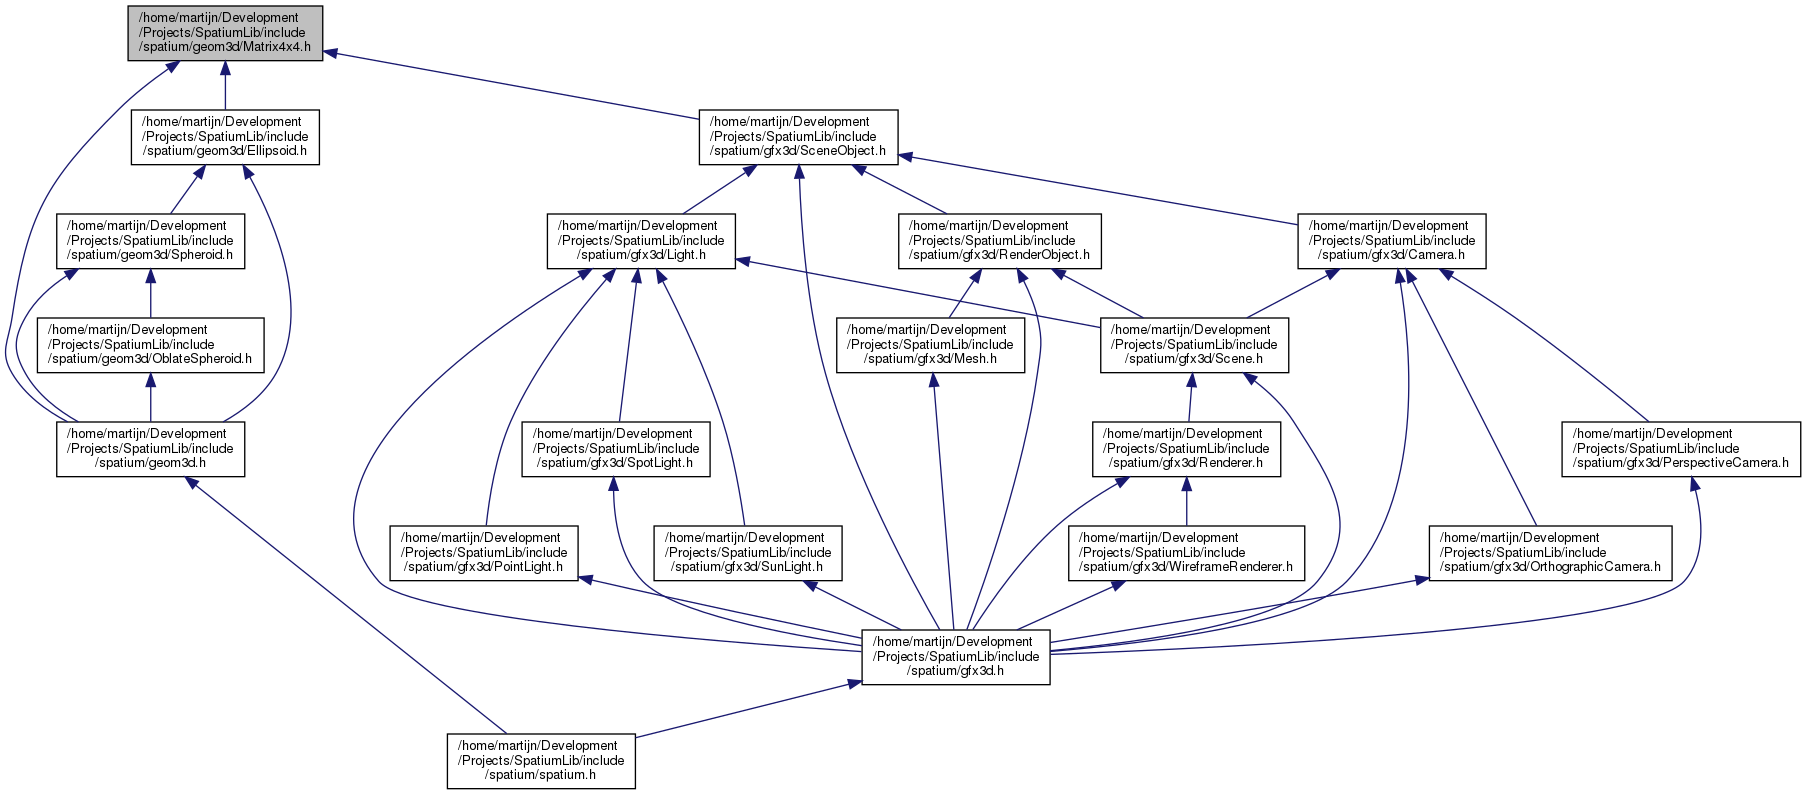 /home/martijn/Development
/Projects/SpatiumLib/include
/spatium/geom3d/Matrix4x4.h
/home/martijn/Development
/Projects/SpatiumLib/include
/spatium/geom3d/Ellipsoid.h
/home/martijn/Development
/Projects/SpatiumLib/include
/spatium/gfx3d/SceneObject.h
/home/martijn/Development
/Projects/SpatiumLib/include
/spatium/geom3d/Spheroid.h
/home/martijn/Development
/Projects/SpatiumLib/include
/spatium/gfx3d/Light.h
/home/martijn/Development
/Projects/SpatiumLib/include
/spatium/gfx3d/RenderObject.h
/home/martijn/Development
/Projects/SpatiumLib/include
/spatium/gfx3d/Camera.h
/home/martijn/Development
/Projects/SpatiumLib/include
/spatium/geom3d/OblateSpheroid.h
/home/martijn/Development
/Projects/SpatiumLib/include
/spatium/gfx3d/Mesh.h
/home/martijn/Development
/Projects/SpatiumLib/include
/spatium/gfx3d/Scene.h
/home/martijn/Development
/Projects/SpatiumLib/include
/spatium/geom3d.h
/home/martijn/Development
/Projects/SpatiumLib/include
/spatium/gfx3d/SpotLight.h
/home/martijn/Development
/Projects/SpatiumLib/include
/spatium/gfx3d/Renderer.h
/home/martijn/Development
/Projects/SpatiumLib/include
/spatium/gfx3d/PerspectiveCamera.h
/home/martijn/Development
/Projects/SpatiumLib/include
/spatium/gfx3d/PointLight.h
/home/martijn/Development
/Projects/SpatiumLib/include
/spatium/gfx3d/SunLight.h
/home/martijn/Development
/Projects/SpatiumLib/include
/spatium/gfx3d/WireframeRenderer.h
/home/martijn/Development
/Projects/SpatiumLib/include
/spatium/gfx3d/OrthographicCamera.h
/home/martijn/Development
/Projects/SpatiumLib/include
/spatium/gfx3d.h
/home/martijn/Development
/Projects/SpatiumLib/include
/spatium/spatium.h